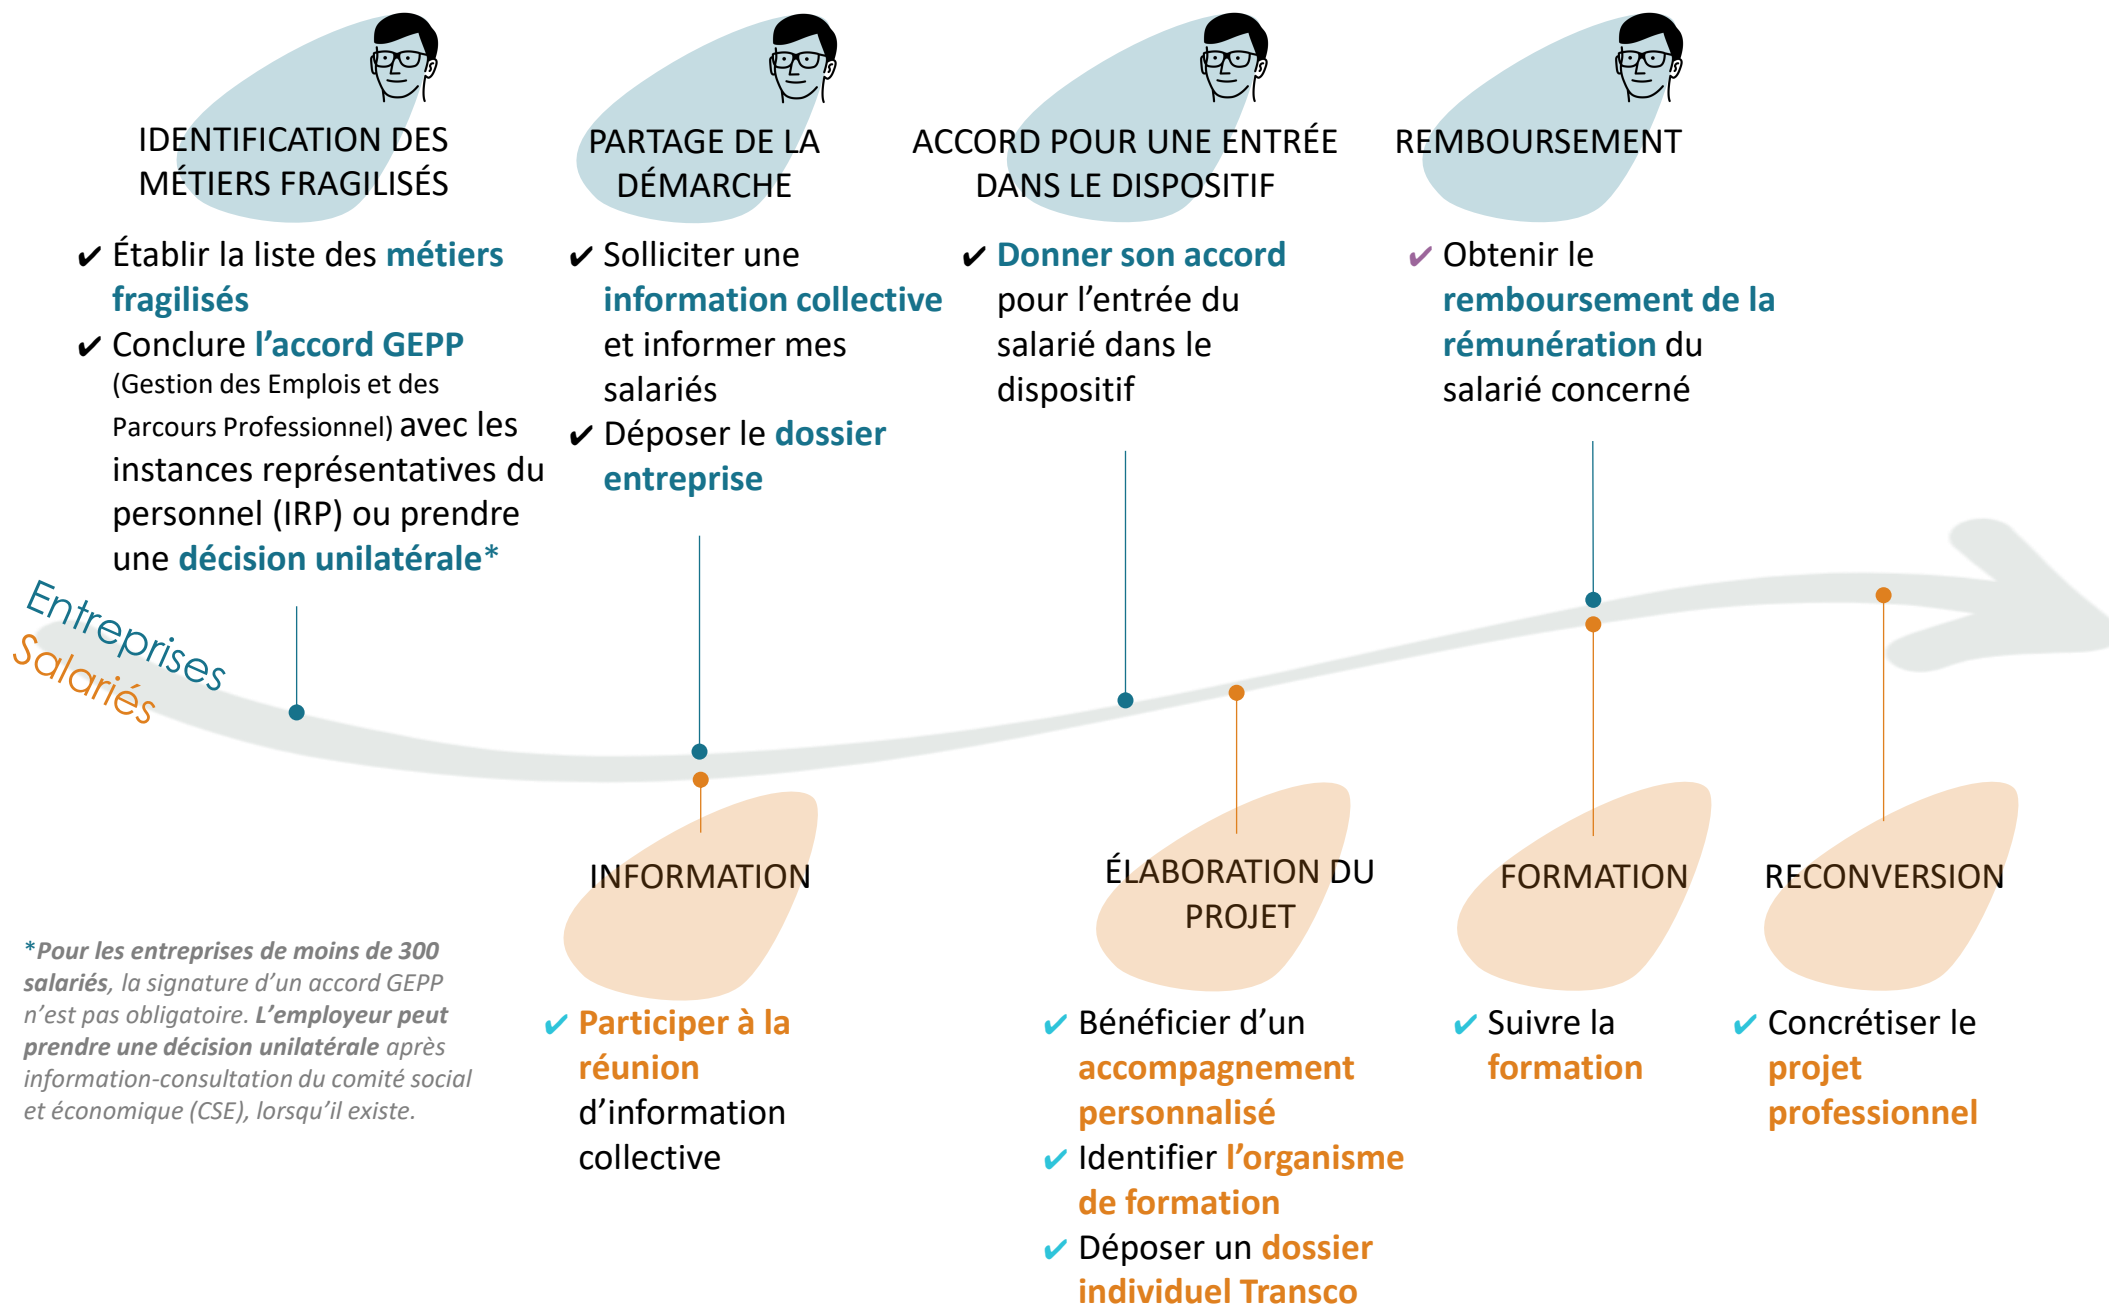 IDENTIFICATION DES
MÉTIERS FRAGILISÉS
✔ Établir la liste des métiers
fragilisés
✔ Conclure l’accord GEPP
(Gestion des Emplois et des
Parcours Professionnel) avec les
instances représentatives du
personnel (IRP) ou prendre
une décision unilatérale*
PARTAGE DE LA
DÉMARCHE
✔ Solliciter une
information collective
et informer mes
salariés
✔ Déposer le dossier
entreprise
ACCORD POUR UNE ENTRÉE
DANS LE DISPOSITIF
✔ Donner son accord
pour l’entrée du
salarié dans le
dispositif
REMBOURSEMENT
✔ Obtenir le
remboursement de la
rémunération du
salarié concerné
Entreprises
Salariés
INFORMATION
✔ Participer à la
réunion
d’information
collective
ÉLABORATION DU
PROJET
✔ Bénéficier d’un
accompagnement
personnalisé
✔ Identifier l’organisme
de formation
✔ Déposer un dossier
individuel Transco
FORMATION
✔ Suivre la
formation
RECONVERSION
✔ Concrétiser le
projet
professionnel
*Pour les entreprises de moins de 300
salariés, la signature d’un accord GEPP
n’est pas obligatoire. L’employeur peut
prendre une décision unilatérale après
information-consultation du comité social
et économique (CSE), lorsqu’il existe.